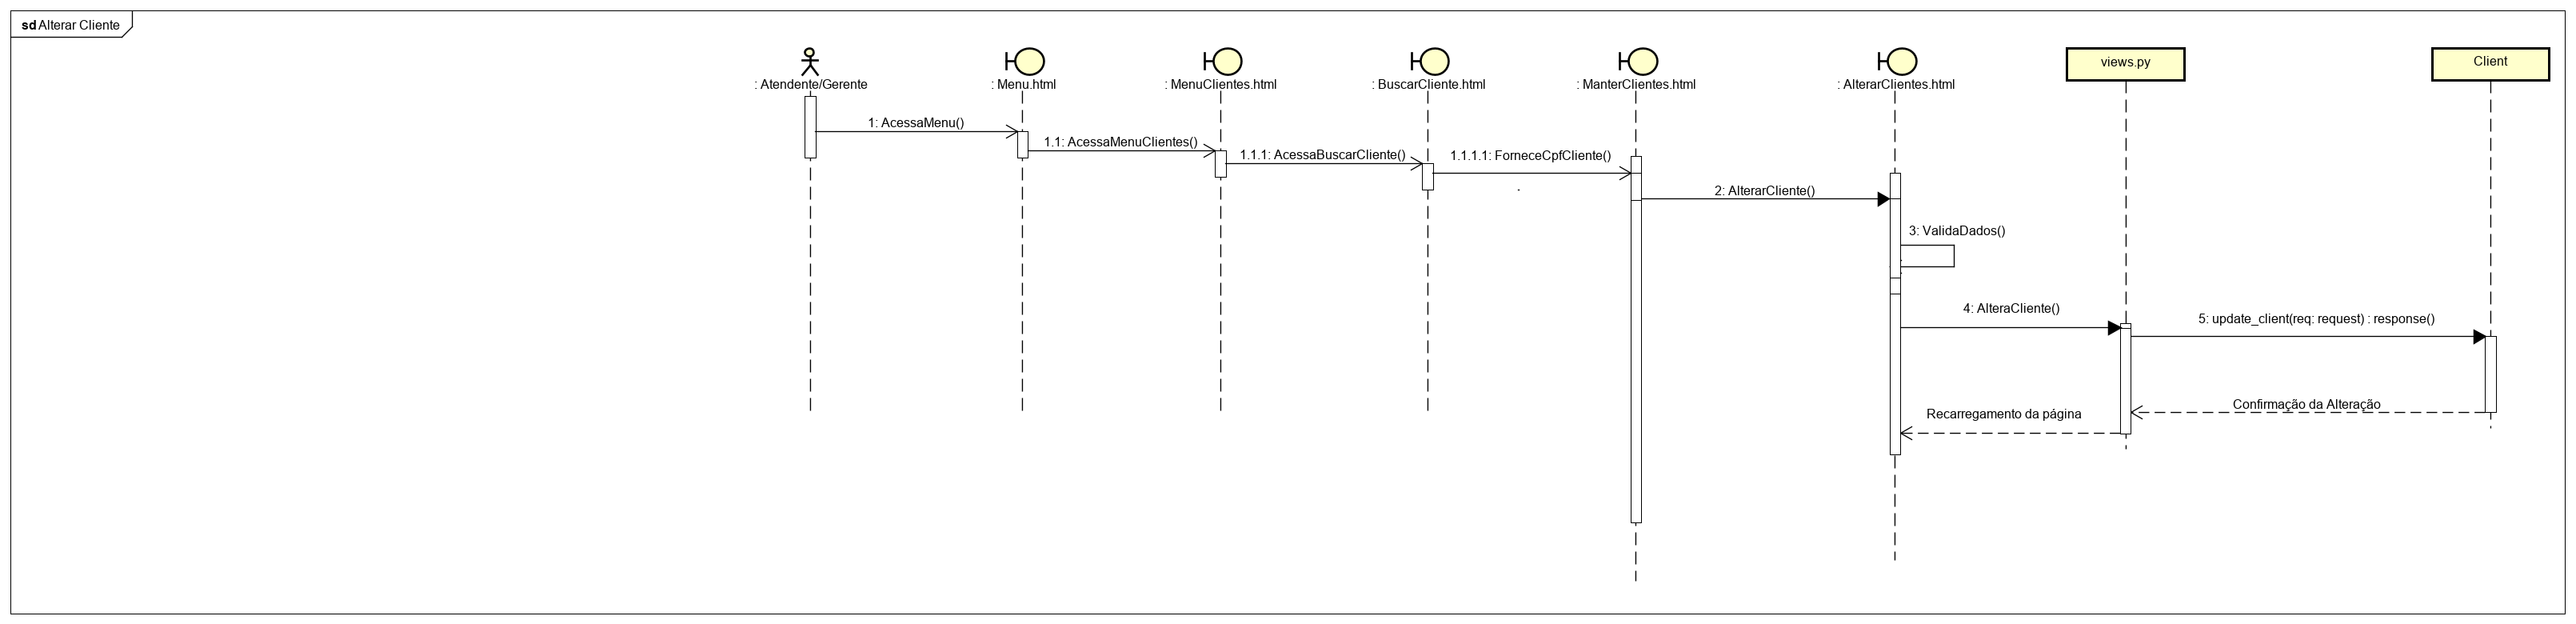 sd Alterar Cliente
: Atendente/Gerente
: Menu.html
: MenuClientes.html
: BuscarCliente.html
: ManterClientes.html
: AlterarClientes.html
views.py
Client
1: AcessaMenu()
1.1: AcessaMenuClientes()
1.1.1: AcessaBuscarCliente()
1.1.1.1: ForneceCpfCliente()
.
2: AlterarCliente()
3: ValidaDados()
4: AlteraCliente()
5: update_client(req: request) : response()
Confirmação da Alteração
Recarregamento da página